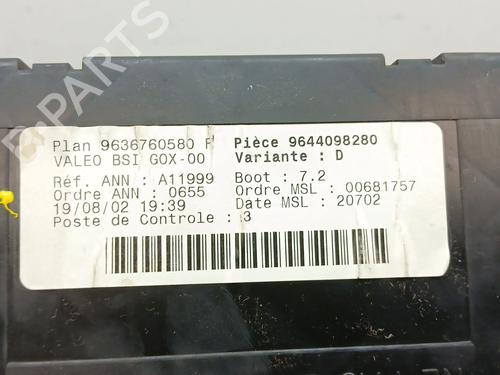 Plan 9636760580 F Pièce 9644098280
VALEO BSI G0X-00 Variante : D
Réf. ANN : A11999 Boot : 7.2
Ordre ANN : 0655 Ordre MSL : 00681757
19/08/02 19:39 Date MSL : 20702
Poste de Controle : 3
B-PARTS